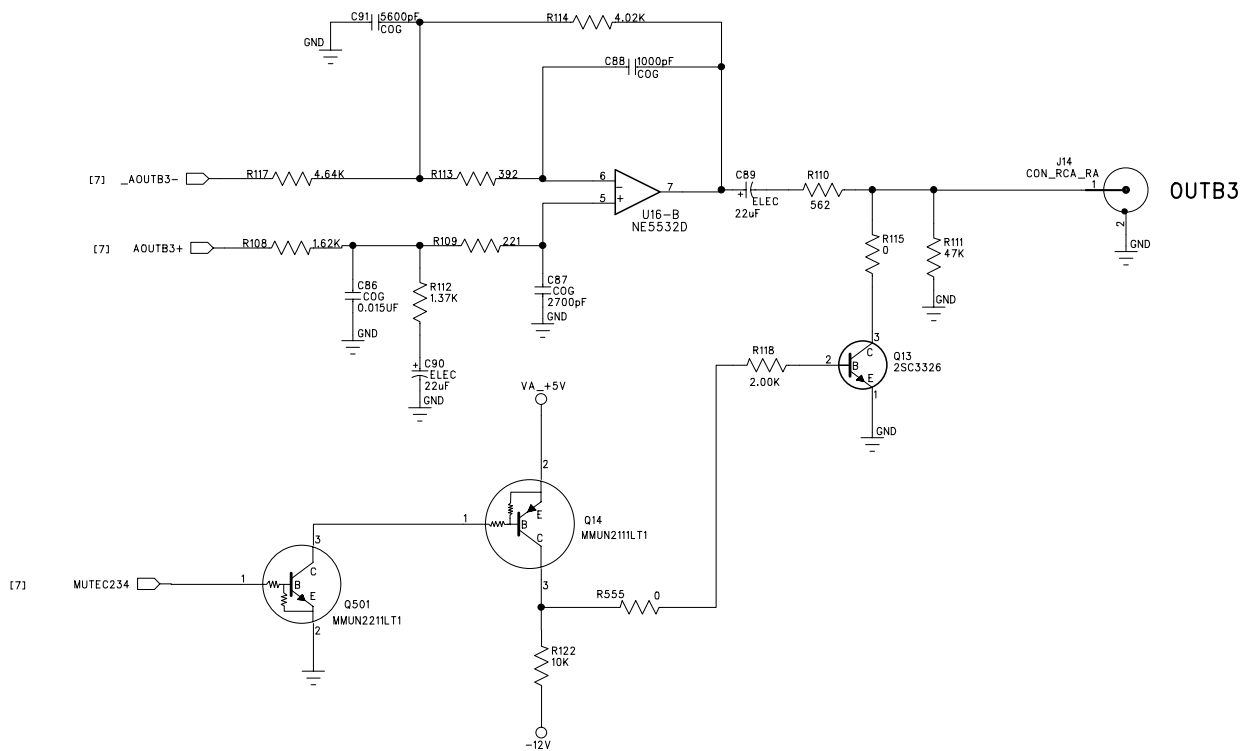 C91 5600pF
COG
GND
R114 4.02K
C88 1000pF
COG
[7] _AOUTB3- R117 4.64K R113 392
6
5
7
U16-B
NE5532D
C89
+ ELEC
22uF
R110
562
J14
CON_RCA_RA
1
2
GND
OUTB3
[7] AOUTB3+ R108 1.62K R109 221
C86
COG
0.015UF
GND
R112
1.37K
+ C90
ELEC
22uF
GND
C87
COG
2700pF
GND
R115
0
R111
47K
GND
R118
2.00K
2
3
C
B
E
1
Q13
2SC3326
GND
VA_+5V
2
1
E
B
C
3
Q14
MMUN2111LT1
[7] MUTEC234
1
3
C
B
E
2
Q501
MMUN2211LT1
R555 0
R122
10K
-12V